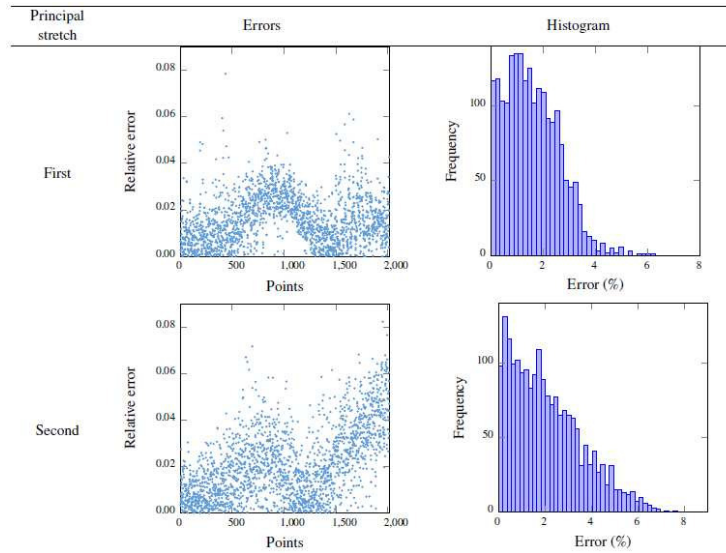 Principal stretch Errors Histogram
First
Relative error
0.08
0.06
0.04
0.02
0.00
0 500 1,000 1,500 2,000
Points
Frequency
100
50
0
0 2 4 6 8
Error (%)
Second
Relative error
0.08
0.06
0.04
0.02
0.00
0 500 1,000 1,500 2,000
Points
Frequency
100
50
0
0 2 4 6 8
Error (%)